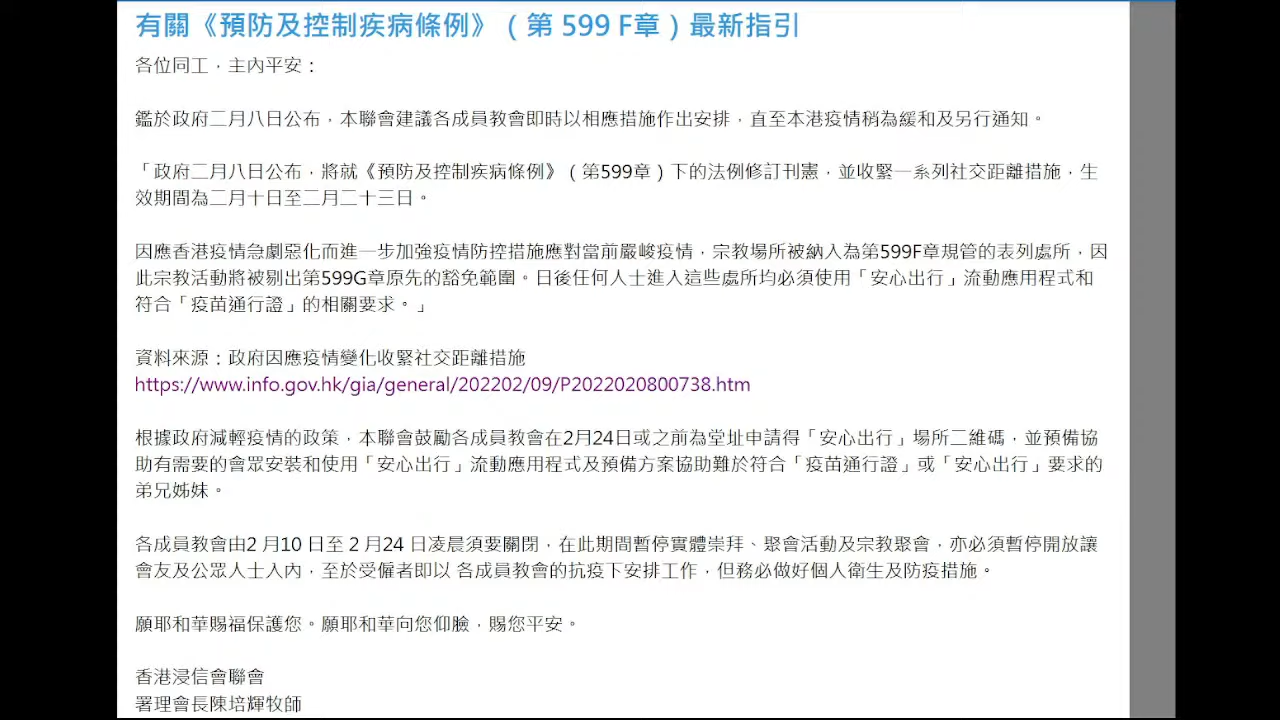 有關《預防及控制疾病條例》（第 599 F章）最新指引
各位同工，主內平安：
鑑於政府二月八日公布，本聯會建議各成員教會即時以相應措施作出安排，直至本港疫情稍為緩和及另行通知。
「政府二月八日公布，將就《預防及控制疾病條例》（第599章）下的法例修訂刊憲，並收緊一系列社交距離措施，生
效期間為二月十日至二月二十三日。
因應香港疫情急劇惡化而進一步加強疫情防控措施應對當前嚴峻疫情，宗教場所被納入為第599F章規管的表列處所，因
此宗教活動將被剔出第599G章原先的豁免範圍。日後任何人士進入這些處所均必須使用「安心出行」流動應用程式和
符合「疫苗通行證」的相關要求。」
資料來源：政府因應疫情變化收緊社交距離措施
https://www.info.gov.hk/gia/general/202202/09/P2022020800738.htm
根據政府減輕疫情的政策，本聯會鼓勵各成員教會在2月24日或之前為堂址申請得「安心出行」場所二維碼，並預備協
助有需要的會眾安裝和使用「安心出行」流動應用程式及預備方案協助難於符合「疫苗通行證」或「安心出行」要求的
弟兄姊妹。
各成員教會由2 月10 日至 2 月24 日凌晨須要關閉，在此期間暫停實體崇拜、聚會活動及宗教聚會，亦必須暫停開放讓
會友及公眾人士入內，至於受僱者即以 各成員教會的抗疫下安排工作，但務必做好個人衛生及防疫措施。
願耶和華賜福保護您。願耶和華向您仰臉，賜您平安。
香港浸信會聯會
署理會長陳培輝牧師